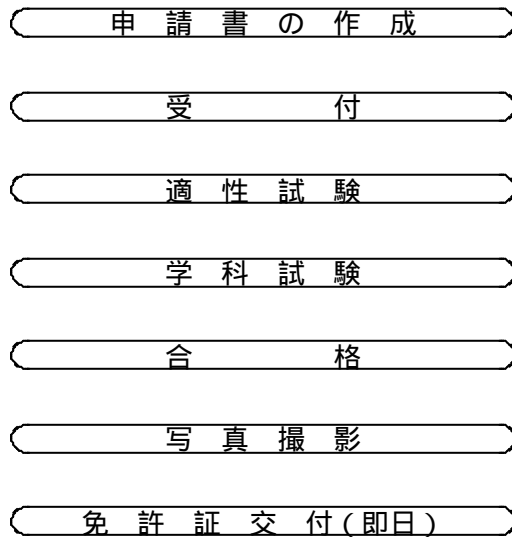 申請書の作成
受付
適性試験
学科試験
合格
写真撮影
免許証交付(即日)